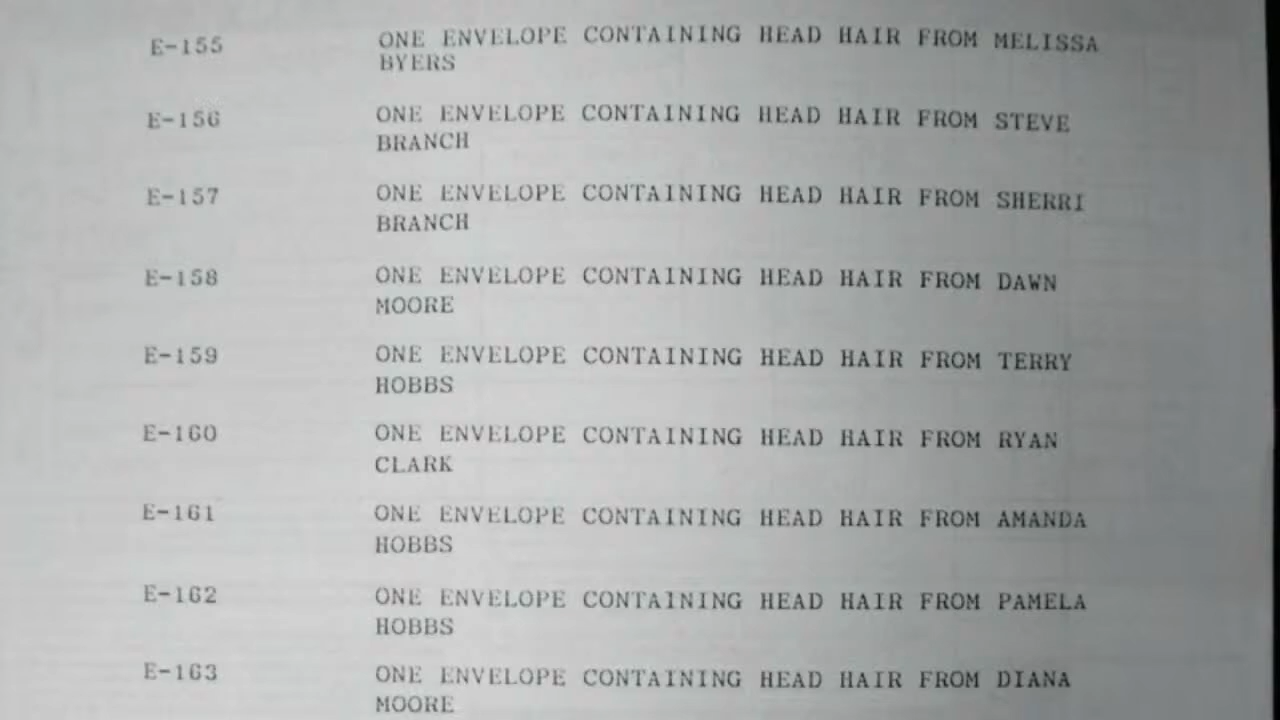 E-155 ONE ENVELOPE CONTAINING HEAD HAIR FROM MELISSA
BYERS
E-156 ONE ENVELOPE CONTAINING HEAD HAIR FROM STEVE
BRANCH
E-157 ONE ENVELOPE CONTAINING HEAD HAIR FROM SHERRI
BRANCH
E-158 ONE ENVELOPE CONTAINING HEAD HAIR FROM DAWN
MOORE
E-159 ONE ENVELOPE CONTAINING HEAD HAIR FROM TERRY
HOBBS
E-160 ONE ENVELOPE CONTAINING HEAD HAIR FROM RYAN
CLARK
E-161 ONE ENVELOPE CONTAINING HEAD HAIR FROM AMANDA
HOBBS
E-162 ONE ENVELOPE CONTAINING HEAD HAIR FROM PAMELA
HOBBS
E-163 ONE ENVELOPE CONTAINING HEAD HAIR FROM DIANA
MOORE